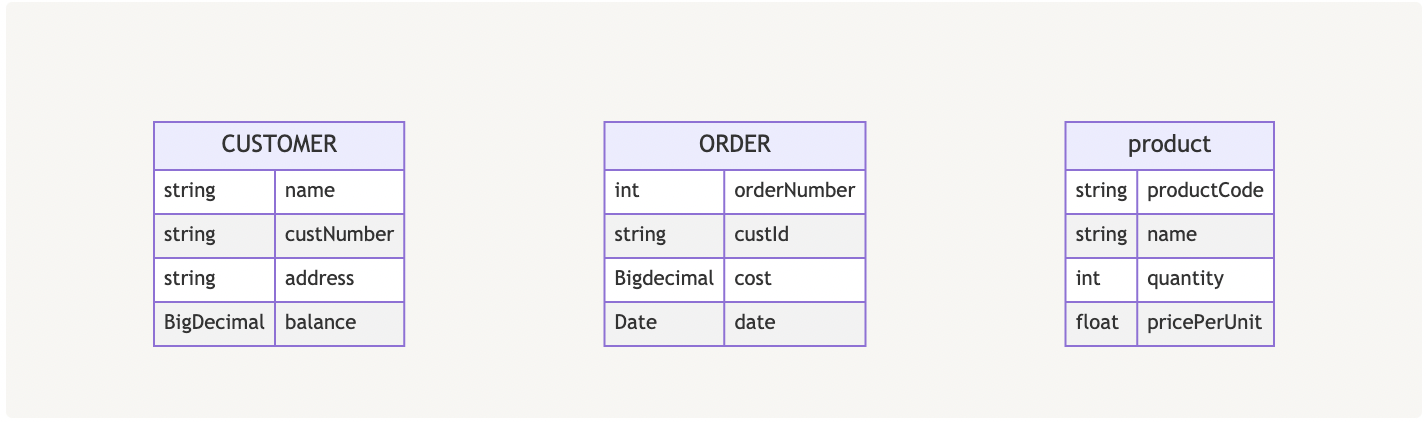 CUSTOMER
string name
string custNumber
string address
BigDecimal balance
ORDER
int orderNumber
string custId
Bigdecimal cost
Date date
product
string productCode
string name
int quantity
float pricePerUnit